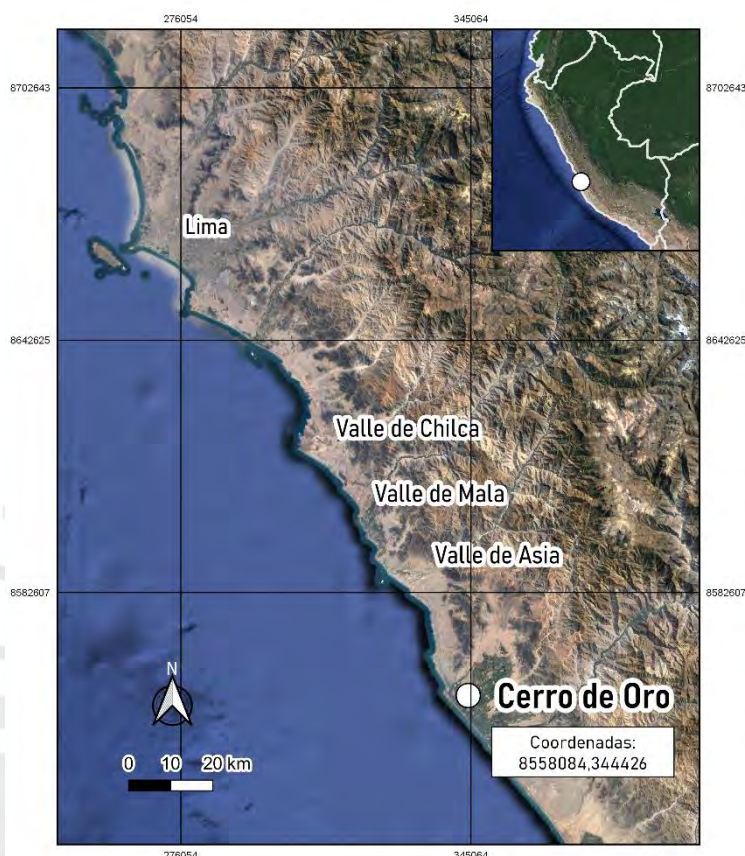 276054
345064
8702643
8702643
Lima
8642625
8642625
Valle de Chilca
Valle de Mala
Valle de Asia
8582607
8582607
N
Cerro de Oro
0 10 20 km
Coordenadas:
8558084,344426
276054
345064